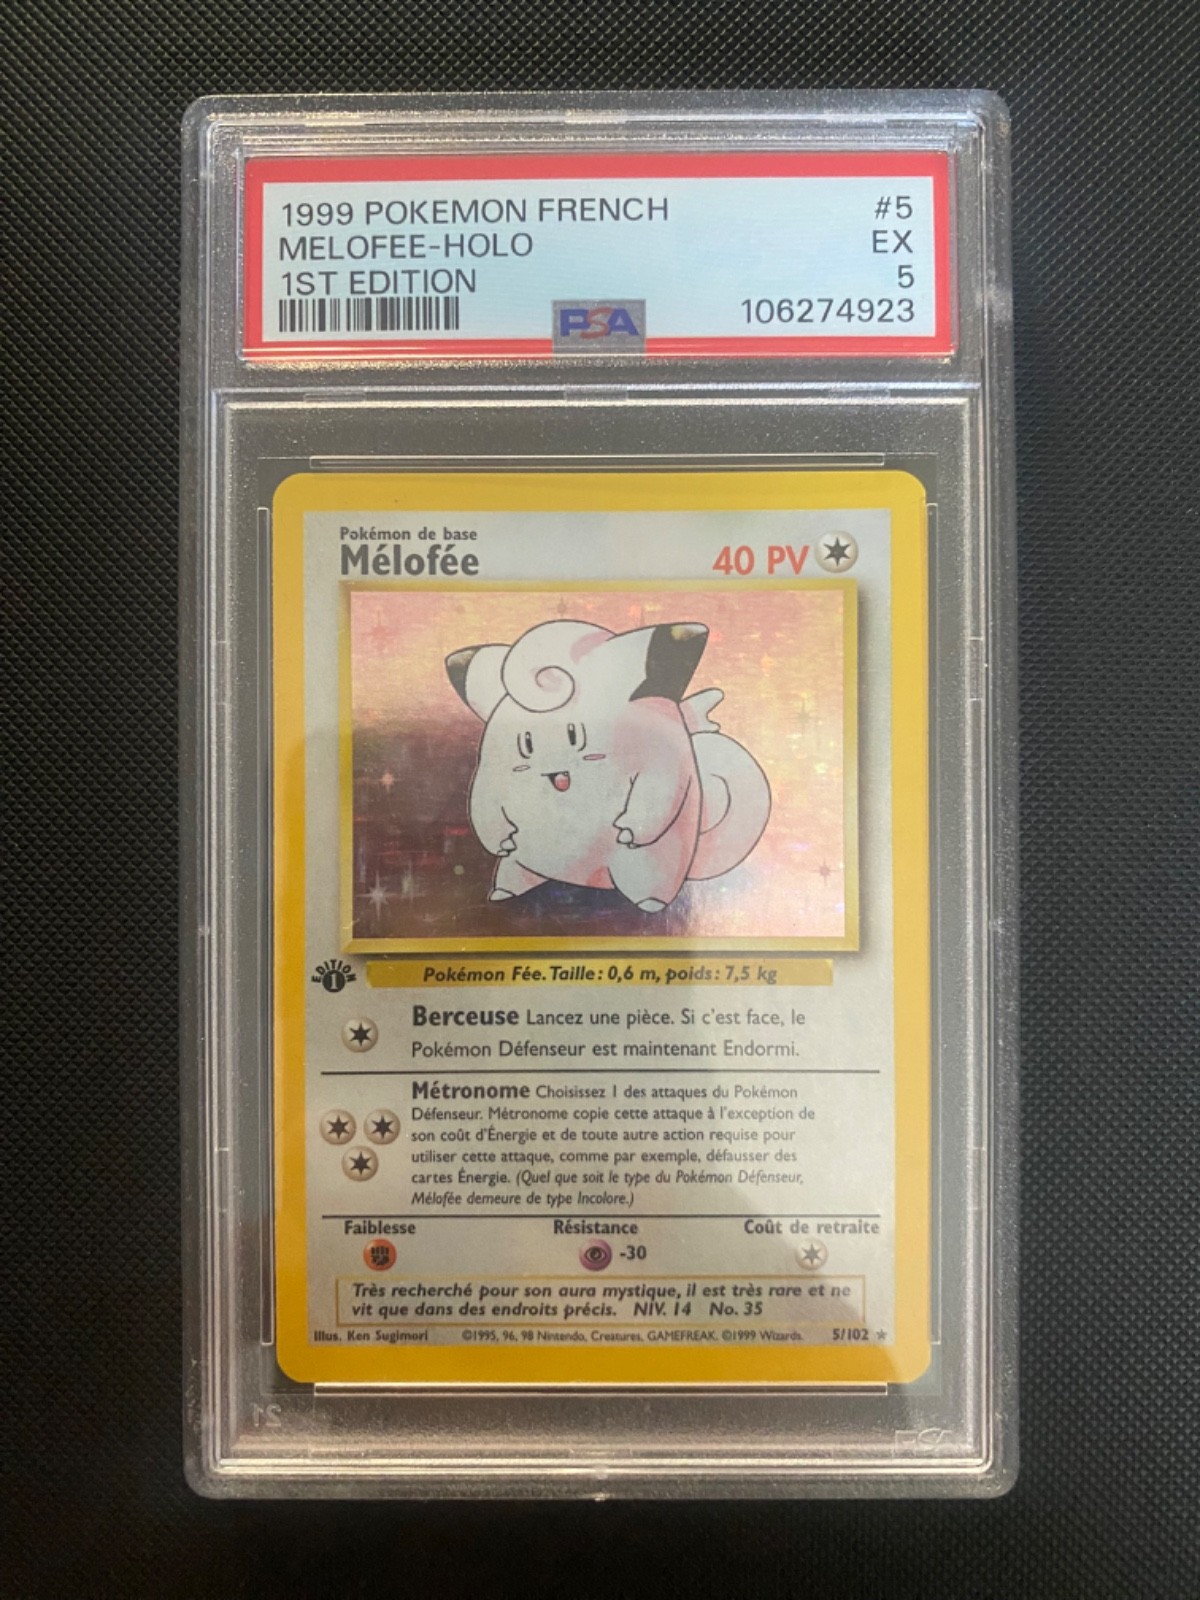 1999 POKEMON FRENCH #5
MELOFEE-HOLO EX
1ST EDITION 5
PSA 106274923
Pokémon de base
Mélofée 40 PV
EDITION
1
Pokémon Fée. Taille: 0,6 m, poids: 7,5 kg
Berceuse Lancez une pièce. Si c'est face, le
Pokémon Défenseur est maintenant Endormi.
Métronome Choisissez 1 des attaques du Pokémon
Défenseur. Métronome copie cette attaque à l'exception de
son coût d'Énergie et de toute autre action requise pour
utiliser cette attaque, comme par exemple, défausser des
cartes Énergie. (Quel que soit le type du Pokémon Défenseur,
Mélofée demeure de type Incolore.)
Faiblesse Résistance Coût de retraite
-30
Très recherché pour son aura mystique, il est très rare et ne
vit que dans des endroits précis. NIV. 14 No. 35
Illus. Ken Sugimori ©1995, 96, 98 Nintendo, Creatures, GAMEFREAK. ©1999 Wizards. 5/102
21 PSA